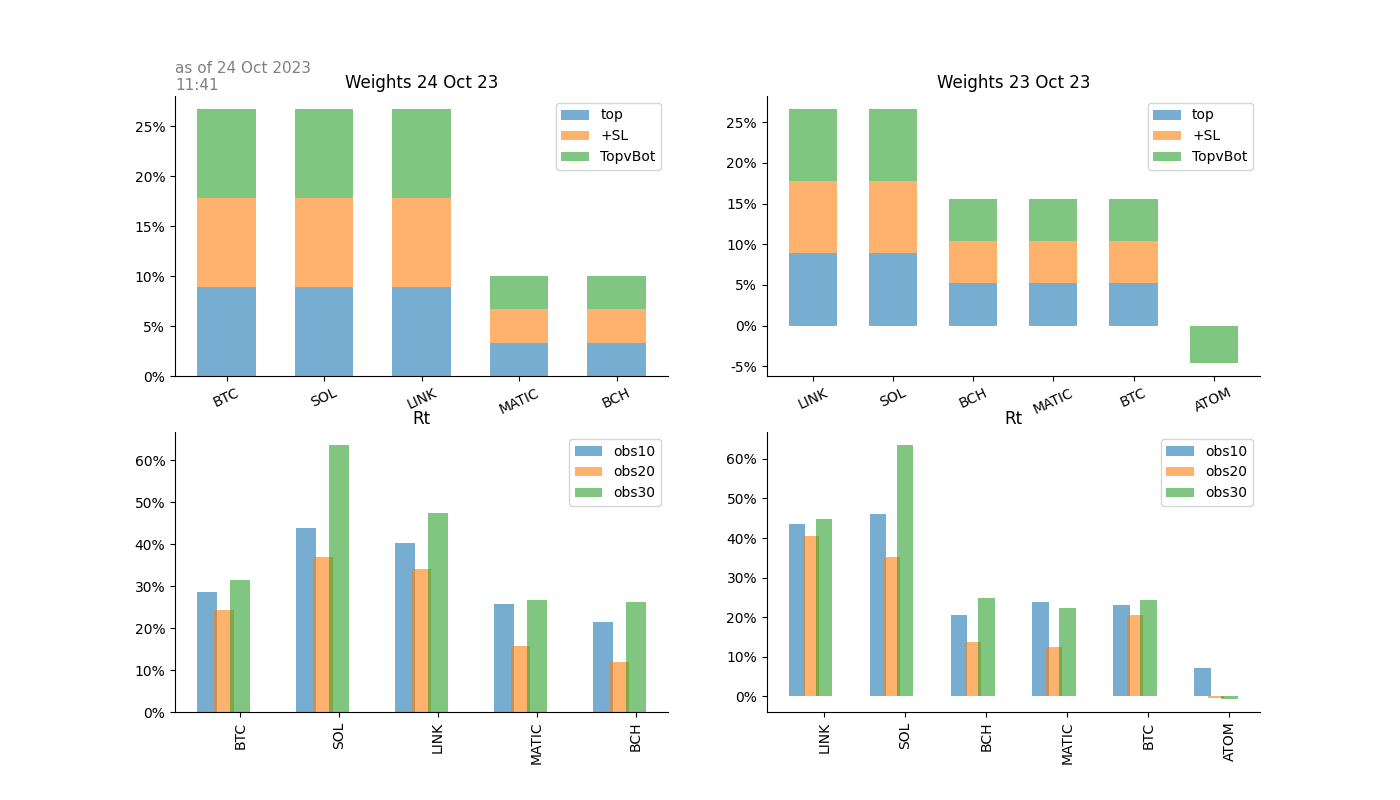 as of 24 Oct 2023
11:41
Weights 24 Oct 23
25%
20%
15%
10%
5%
0%
top
+SL
TopvBot
BTC
SOL
LINK
MATIC
BCH
Weights 23 Oct 23
25%
20%
15%
10%
5%
0%
-5%
top
+SL
TopvBot
LINK
SOL
BCH
MATIC
BTC
ATOM
Rt
60%
50%
40%
30%
20%
10%
0%
obs10
obs20
obs30
BTC
SOL
LINK
MATIC
BCH
Rt
60%
50%
40%
30%
20%
10%
0%
obs10
obs20
obs30
LINK
SOL
BCH
MATIC
BTC
ATOM